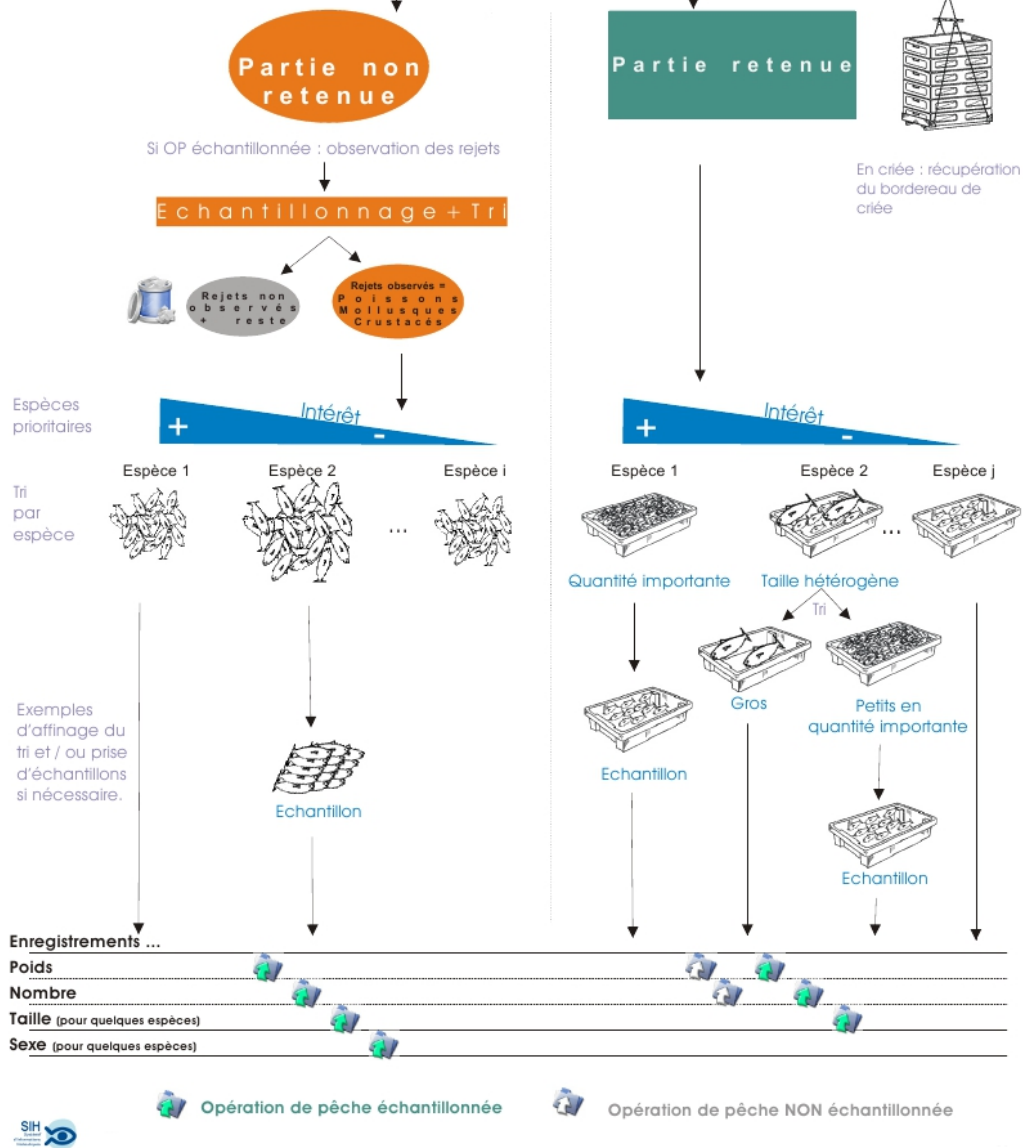 Partie non
retenue
Partie retenue
Si OP échantillonnée : observation des rejets
En criée : récupération
du bordereau de
criée
Echantillonnage + Tri
Rejets non
observés
+ reste
Rejets observés =
Poissons
Mollusques
Crustacés
Espèces
prioritaires
+
Intérêt
-
+
Intérêt
-
Tri
par
espèce
Espèce 1
Espèce 2
Espèce i
...
Espèce 1
Espèce 2
Espèce j
...
Quantité importante
Taille hétérogène
Tri
Gros
Petits en
quantité importante
Exemples
d'affinage du
tri et / ou prise
d'échantillons
si nécessaire.
Echantillon
Echantillon
Echantillon
Enregistrements ...
Poids
Nombre
Taille (pour quelques espèces)
Sexe (pour quelques espèces)
Opération de pêche échantillonnée
Opération de pêche NON échantillonnée
SIH